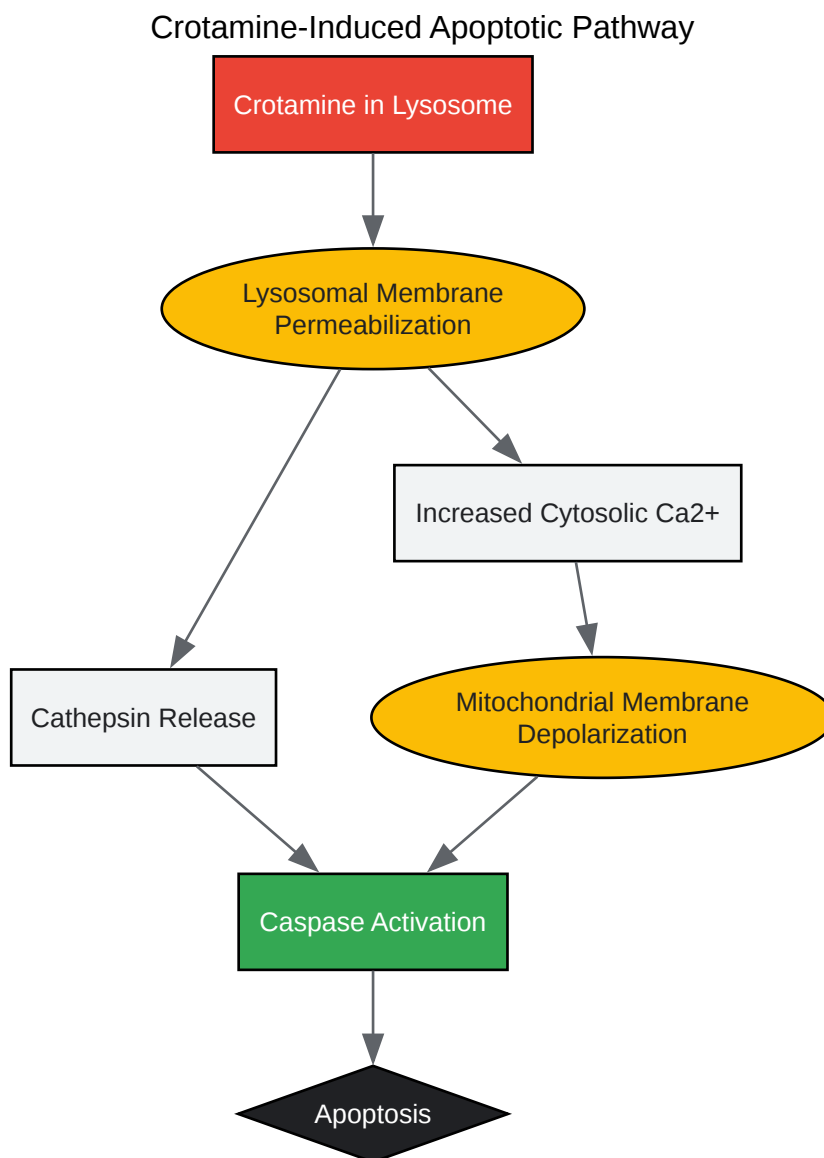 Crotamine-Induced Apoptotic Pathway
Crotamine in Lysosome
Lysosomal Membrane
Permeabilization
Increased Cytosolic Ca2+
Cathepsin Release
Mitochondrial Membrane
Depolarization
Caspase Activation
Apoptosis